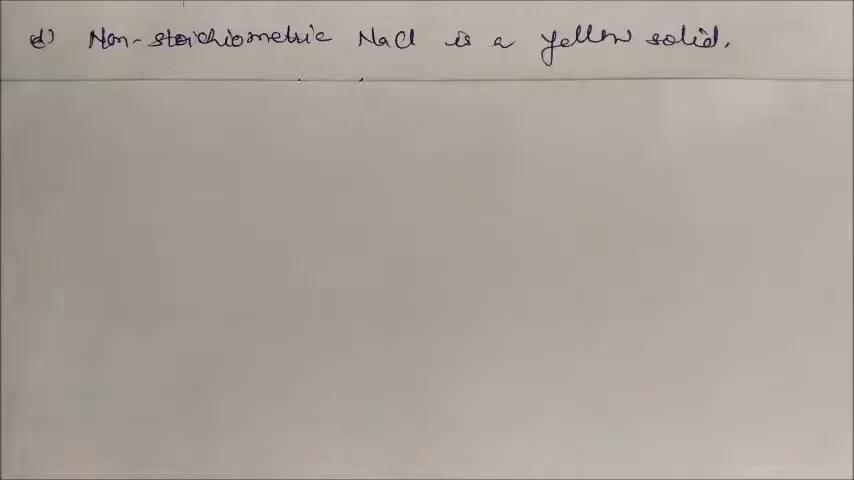 d) Non-stoichiometric NaCl is a yellow solid.